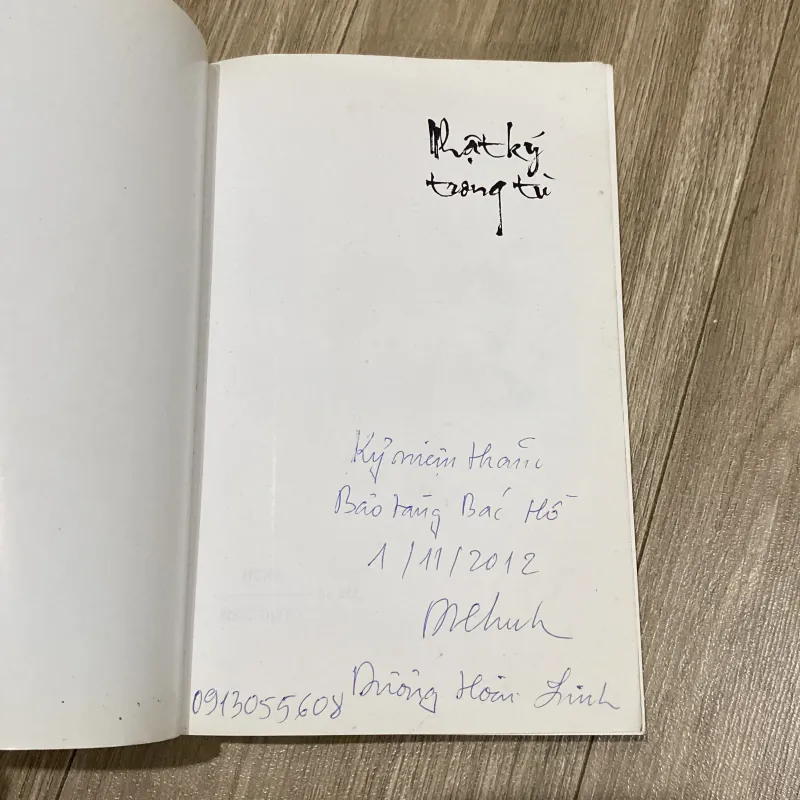 Nhật ký
trong tù
Kỷ niệm thăm
Bảo tàng Bác Hồ
1/11/2012
0913055608 Dương Hoài Linh